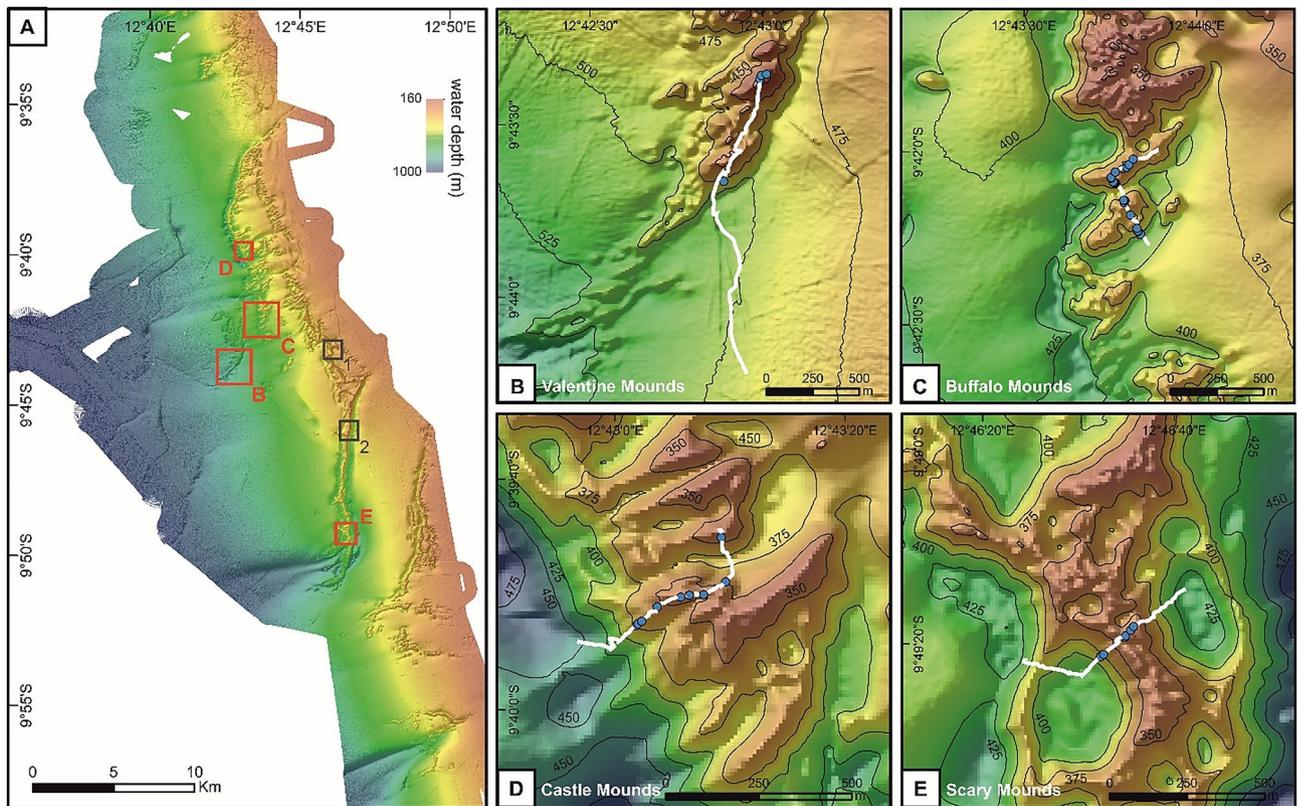 A
12°40'E
12°45'E
12°50'E
9°35'S
9°40'S
9°45'S
9°50'S
9°55'S
160
1000
water depth (m)
D
C
B
1
2
E
0 5 10
Km
12°42'30"E
12°43'0"E
475
450
500
475
525
9°43'30"S
9°44'0"S
B
Valentine Mounds
0 250 500
m
12°43'30"E
12°44'0"E
350
350
400
375
400
425
9°42'0"S
9°42'30"S
C
Buffalo Mounds
0 250 500
m
12°43'0"E
12°43'20"E
350
450
375
350
375
400
425
450
475
350
450
450
9°39'40"S
9°40'0"S
D
Castle Mounds
250 500
m
12°46'20"E
12°46'40"E
400
425
450
375
400
400
475
425
425
400
425
350
375
9°49'0"S
9°49'20"S
E
Scary Mounds
0 250 500
m